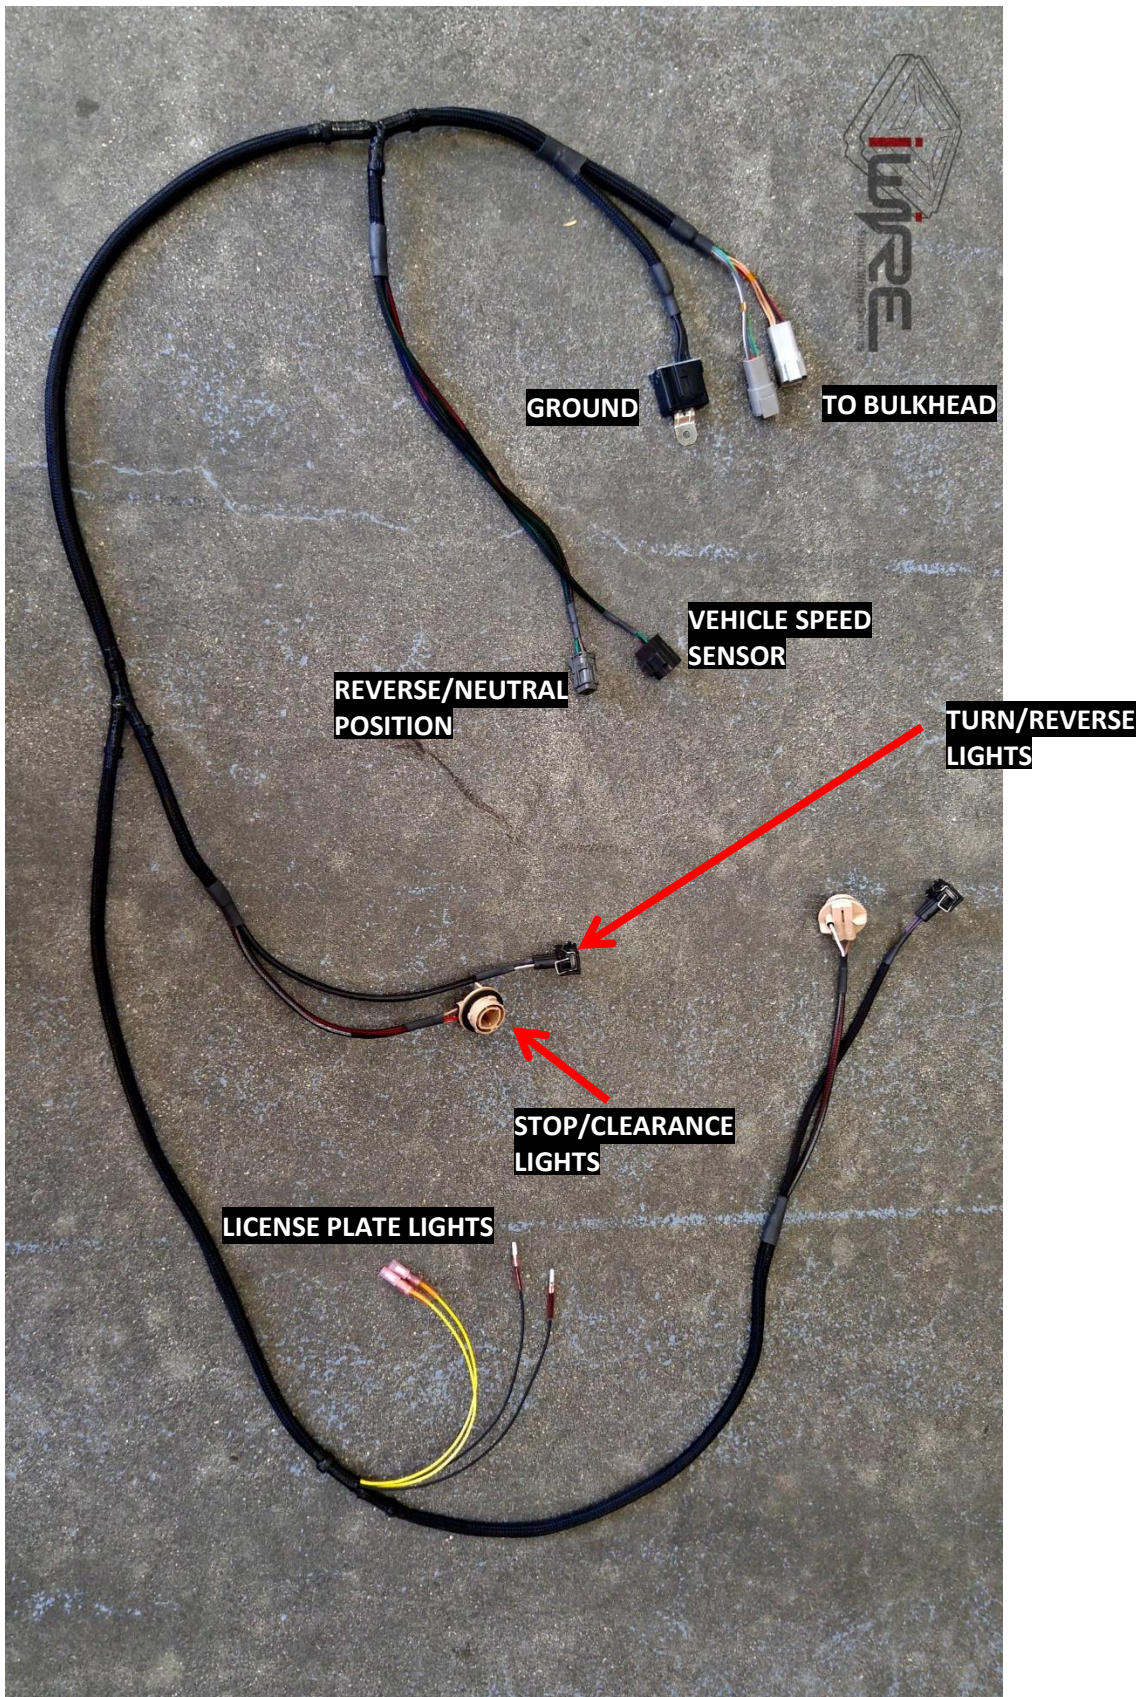 iWiRE
GROUND
TO BULKHEAD
VEHICLE SPEED
SENSOR
REVERSE/NEUTRAL
POSITION
TURN/REVERSE
LIGHTS
STOP/CLEARANCE
LIGHTS
LICENSE PLATE LIGHTS